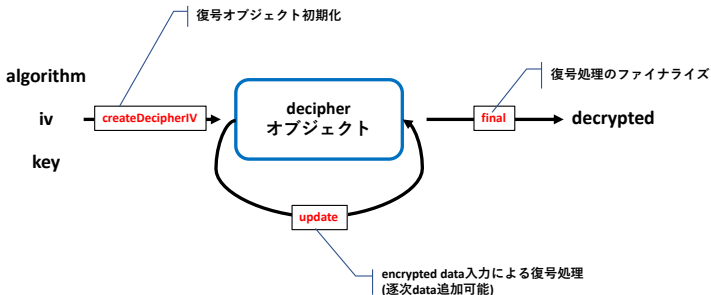 復号オブジェクト初期化
復号処理のファイナライズ
algorithm
iv
key
createDecipherIV
decipher
オブジェクト
final
decrypted
update
encrypted data入力による復号処理
(逐次data追加可能)